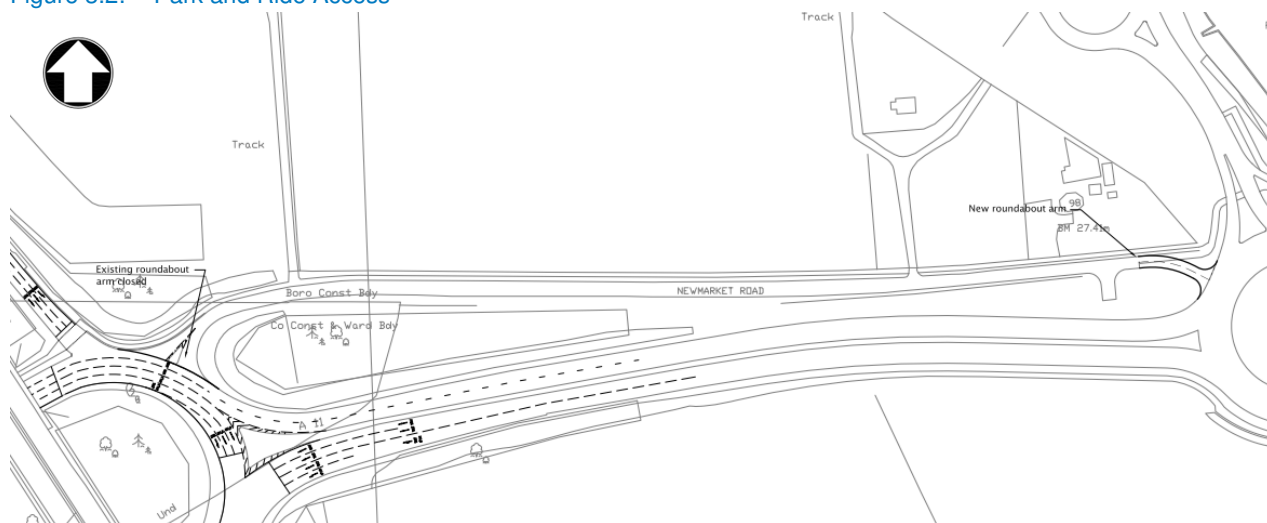 Figure 5.2: Park and Ride Access
Track
Track
New roundabout arm
98
BM 27.41m
Existing roundabout
arm closed
Boro Const Bdy
NEWMARKET ROAD
Co Const & Ward Bdy
A 11
Und